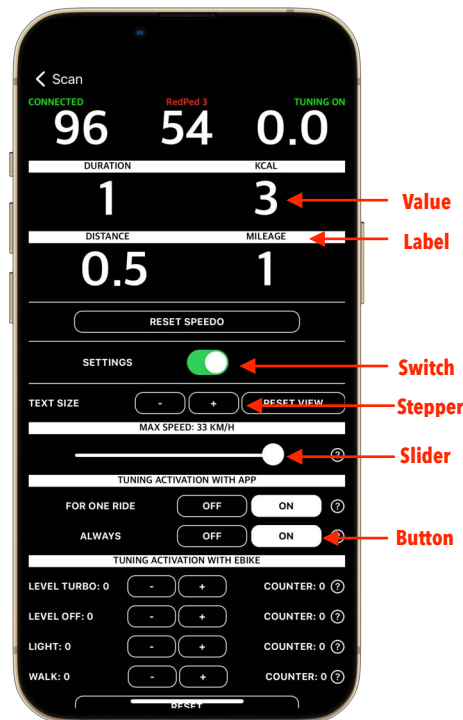 Scan
CONNECTED RedPed 3 TUNING ON
96 54 0.0
DURATION KCAL
1 3
Value
DISTANCE MILEAGE
Label
0.5 1
RESET SPEEDO
SETTINGS
Switch
TEXT SIZE - + RESET VIEW
Stepper
MAX SPEED: 33 KM/H
?
Slider
TUNING ACTIVATION WITH APP
FOR ONE RIDE OFF ON ?
ALWAYS OFF ON ?
Button
TUNING ACTIVATION WITH EBIKE
LEVEL TURBO: 0 - + COUNTER: 0 ?
LEVEL OFF: 0 - + COUNTER: 0 ?
LIGHT: 0 - + COUNTER: 0 ?
WALK: 0 - + COUNTER: 0 ?
RESET